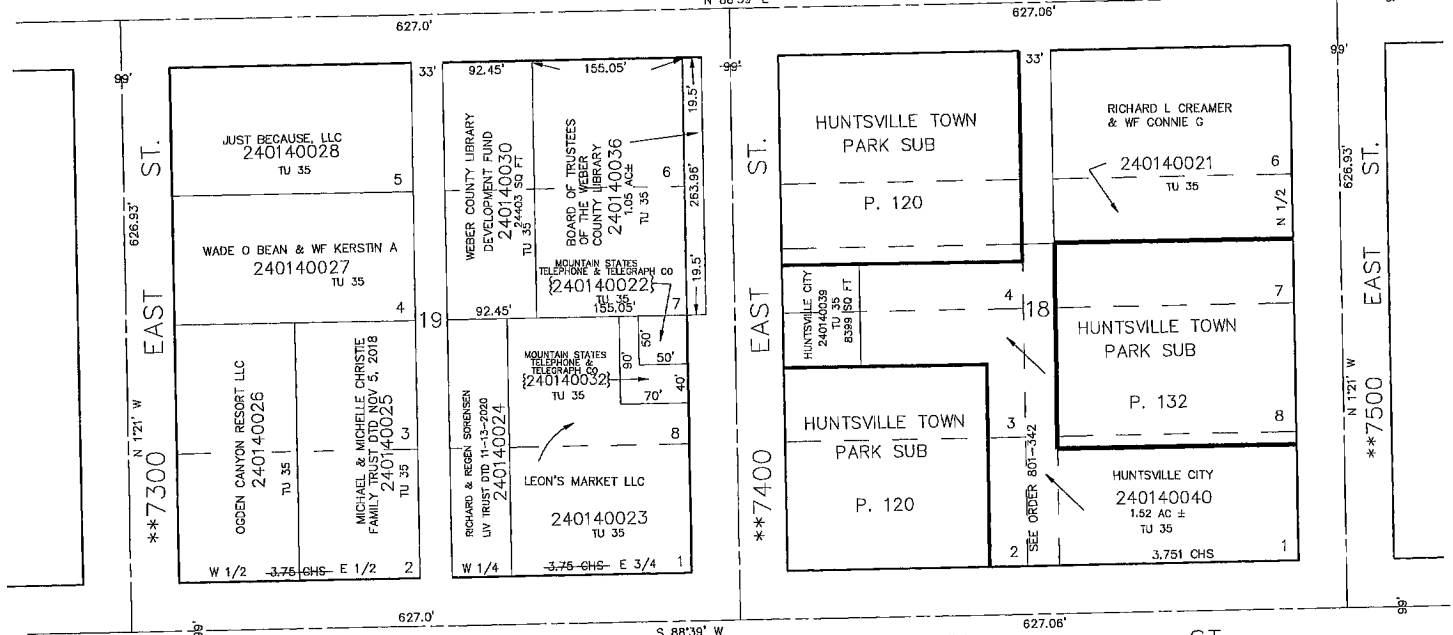 N 88°39' E
627.0'
627.06'
99'
33'
92.45'
155.05'
99'
33'
99'
JUST BECAUSE, LLC
240140028
TU 35
5
WADE O BEAN & WF KERSTIN A
240140027
TU 35
4
19
OGDEN CANYON RESORT LLC
240140026
TU 35
MICHAEL & MICHELLE CHRISTIE
FAMILY TRUST DTD NOV 5, 2018
240140025
TU 35
3
W 1/2
3.75 CHS
E 1/2
2
WEBER COUNTY LIBRARY
DEVELOPMENT FUND
240140030
24403 SQ FT
TU 35
BOARD OF TRUSTEES
OF THE WEBER
COUNTY LIBRARY
240140036
1.05 AC±
TU 35
6
19.5'
263.96'
19.5'
MOUNTAIN STATES
TELEPHONE & TELEGRAPH CO
{240140022}
TU 35
7
92.45'
155.05'
MOUNTAIN STATES
TELEPHONE &
TELEGRAPH CO
{240140032}
TU 35
90'
50'
50'
40'
70'
RICHARD & REGEN SORENSEN
LIV TRUST DTD 11-13-2020
240140024
TU 35
8
LEON'S MARKET LLC
240140023
TU 35
W 1/4
3.75 CHS
E 3/4
1
HUNTSVILLE TOWN
PARK SUB
P. 120
HUNTSVILLE CITY
240140039
TU 35
8399 SQ FT
4
18
HUNTSVILLE TOWN
PARK SUB
P. 120
3
2
SEE ORDER 801-342
RICHARD L CREAMER
& WF CONNIE G
240140021
TU 35
6
N 1/2
HUNTSVILLE TOWN
PARK SUB
P. 132
7
8
HUNTSVILLE CITY
240140040
1.52 AC ±
TU 35
3.751 CHS
1
626.93'
N 1°21' W
**7300 EAST ST.
**7400 EAST ST.
626.93'
N 1°21' W
**7500 EAST ST.
99'
627.0'
S 88°39' W
627.06'
99'
ST.